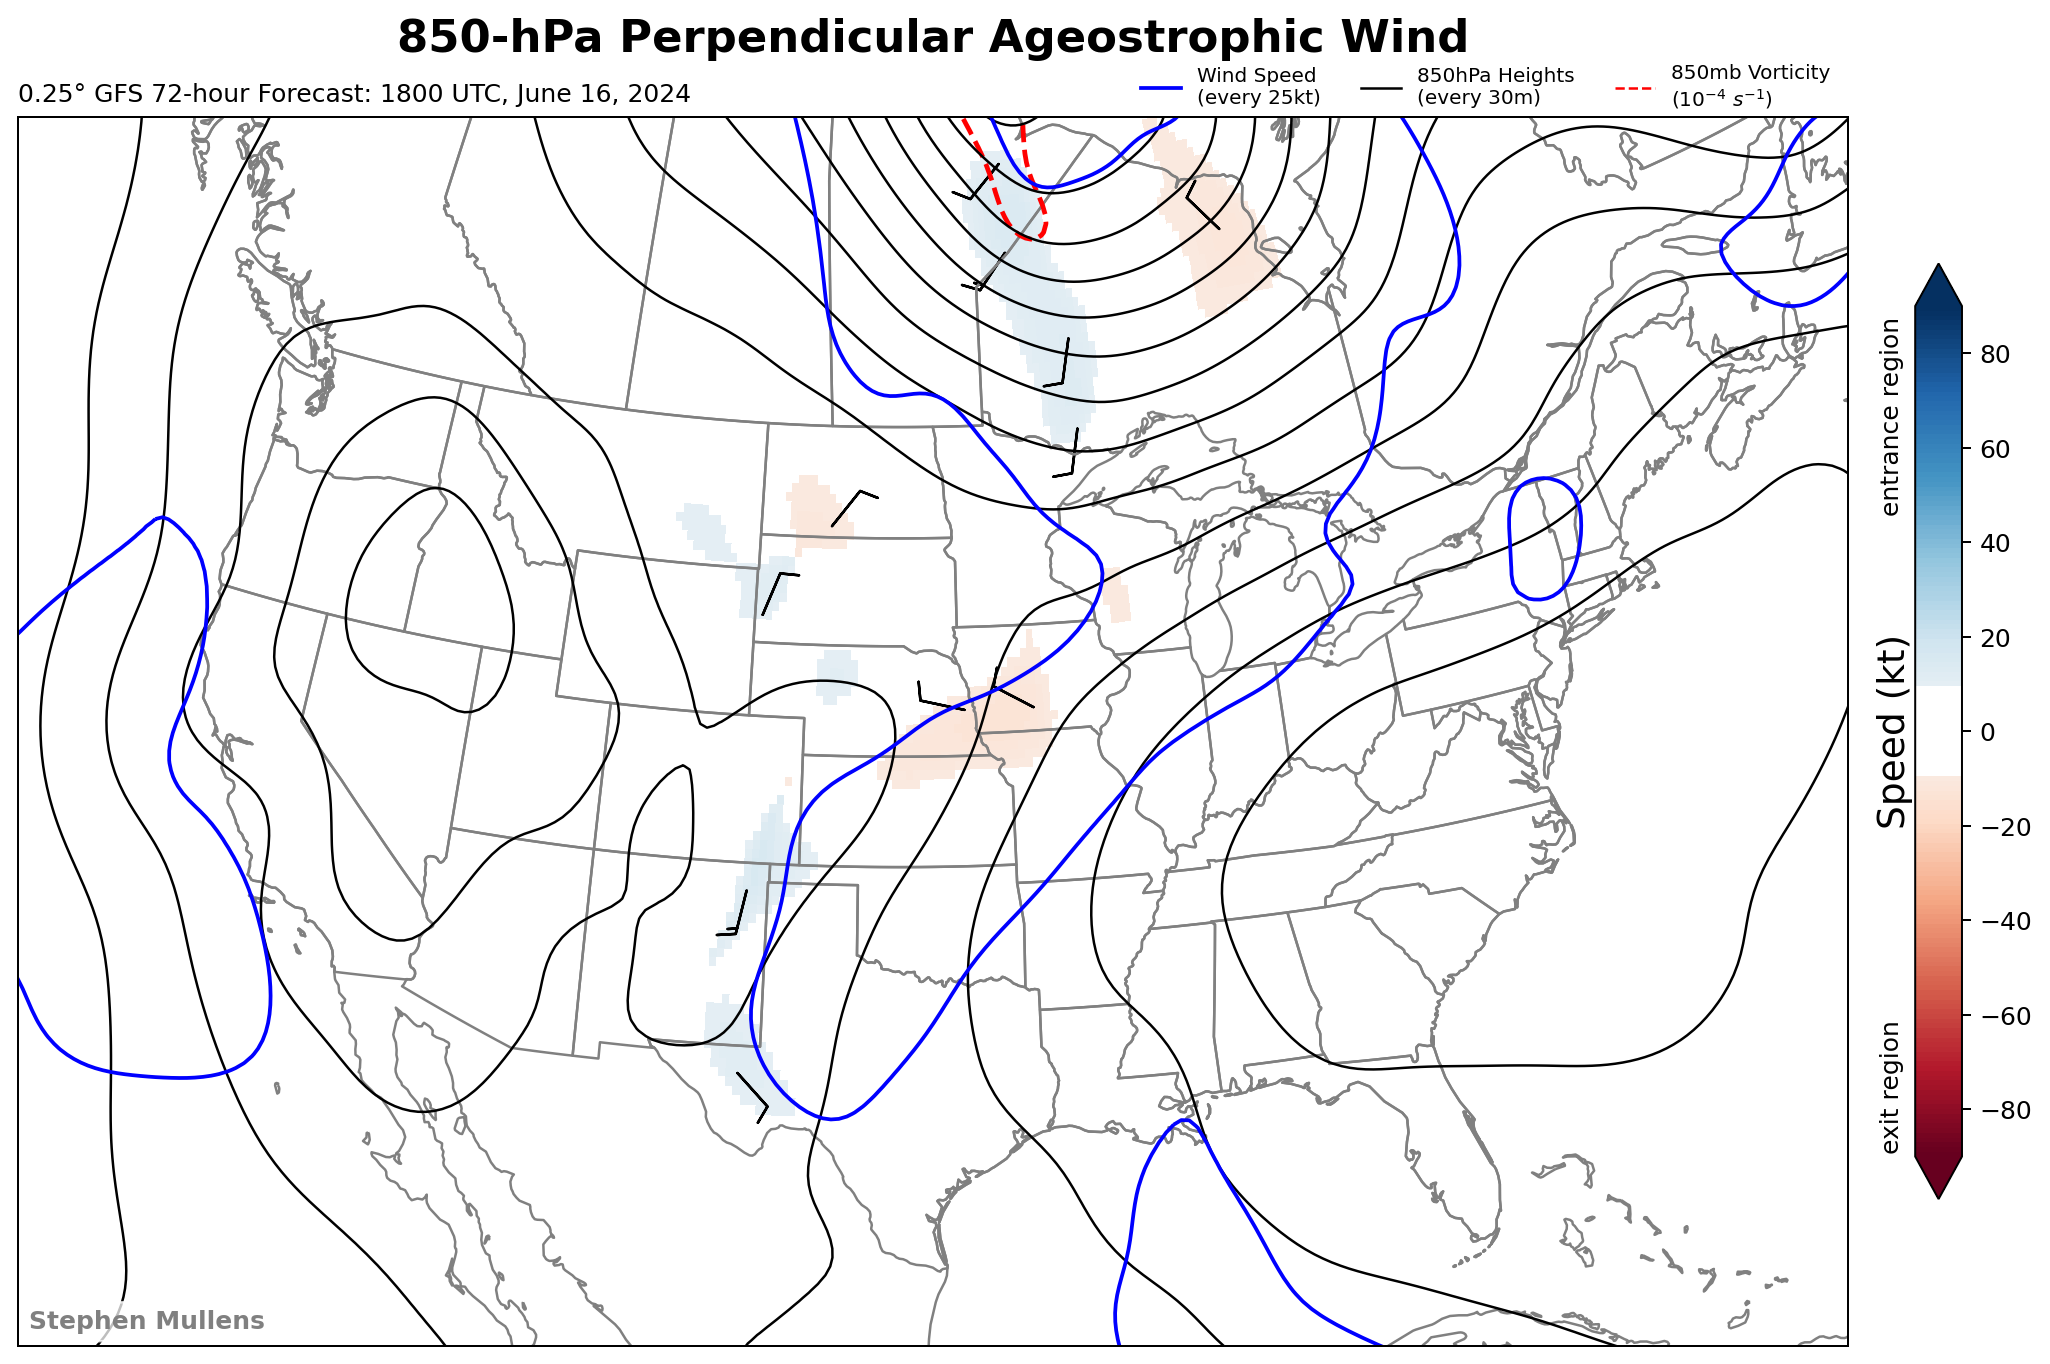 850-hPa Perpendicular Ageostrophic Wind
0.25° GFS 72-hour Forecast: 1800 UTC, June 16, 2024
Wind Speed
(every 25kt)
850hPa Heights
(every 30m)
850mb Vorticity
(10⁻⁴ s⁻¹)
entrance region
Speed (kt)
exit region
80
60
40
20
0
−20
−40
−60
−80
Stephen Mullens